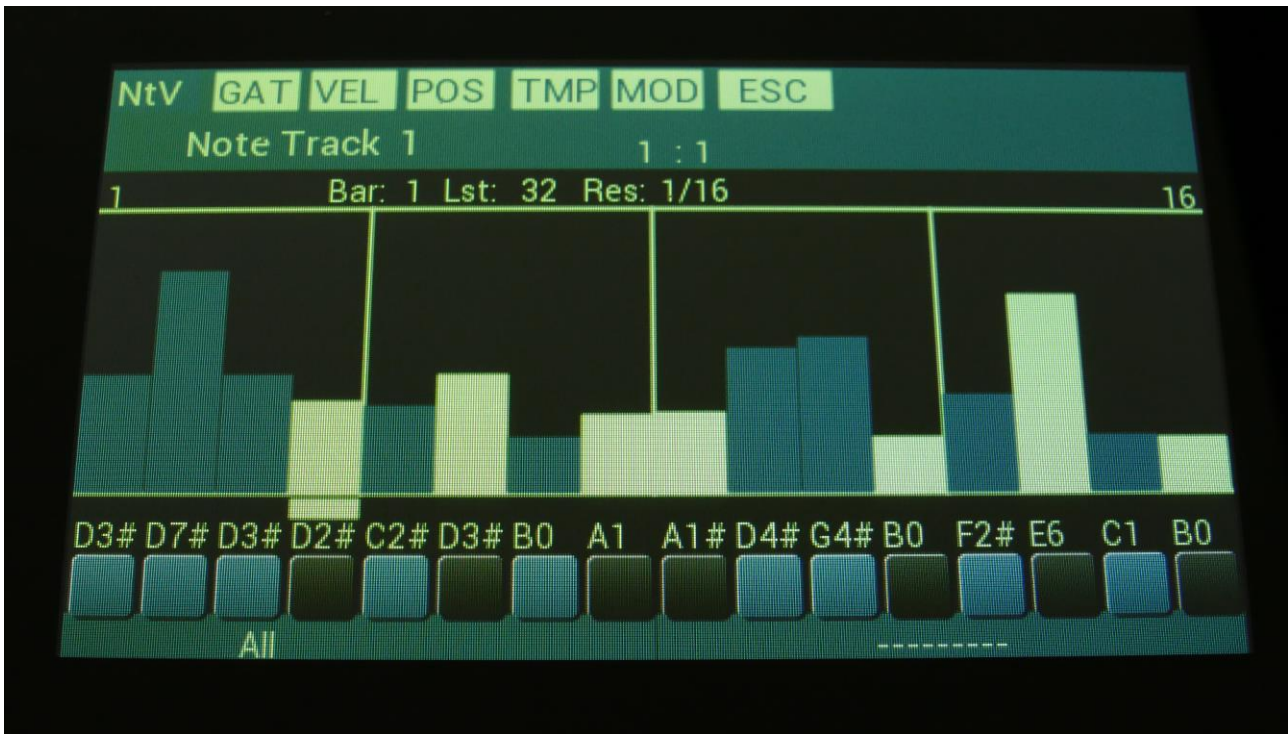 NtV GAT VEL POS TMP MOD ESC
Note Track 1 1 : 1
1 Bar: 1 Lst: 32 Res: 1/16 16
D3# D7# D3# D2# C2# D3# B0 A1 A1# D4# G4# B0 F2# E6 C1 B0
All ---------